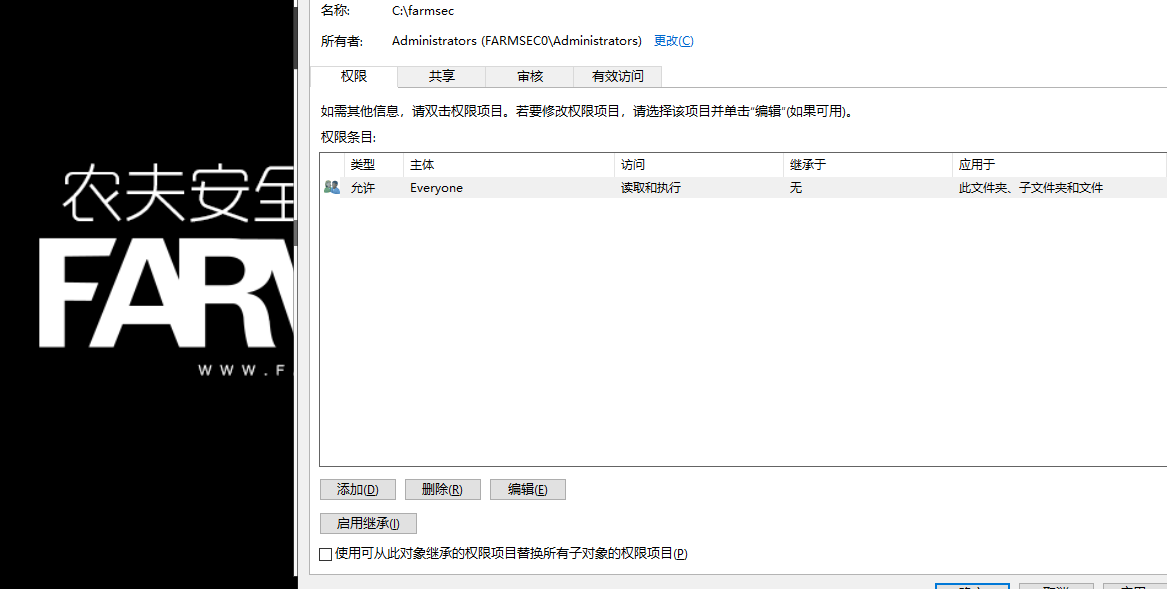 名称: C:\farmsec
所有者: Administrators (FARMSEC0\Administrators) 更改(C)
权限 共享 审核 有效访问
如需其他信息，请双击权限项目。若要修改权限项目，请选择该项目并单击“编辑”(如果可用)。
权限条目:
类型 主体 访问 继承于 应用于
允许 Everyone 读取和执行 无 此文件夹、子文件夹和文件
农夫安全
FAR
WWW.F
添加(D) 删除(R) 编辑(E)
启用继承(I)
使用可从此对象继承的权限项目替换所有子对象的权限项目(P)